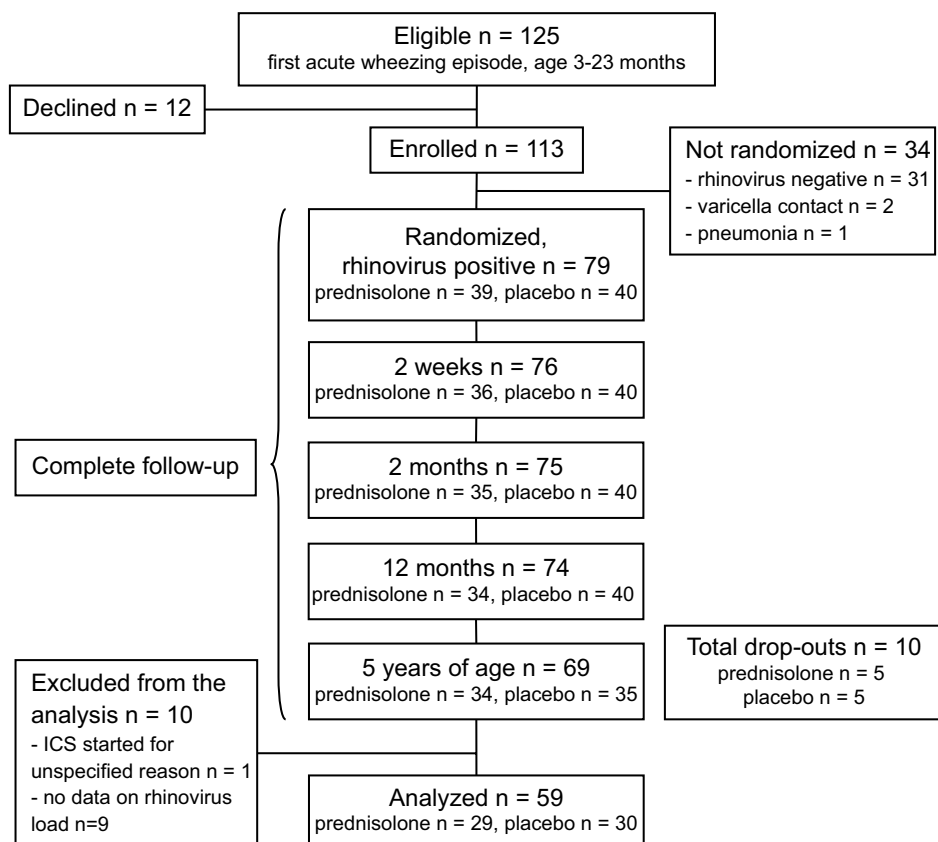 Eligible n = 125
first acute wheezing episode, age 3-23 months
Declined n = 12
Enrolled n = 113
Not randomized n = 34
- rhinovirus negative n = 31
- varicella contact n = 2
- pneumonia n = 1
Randomized,
rhinovirus positive n = 79
prednisolone n = 39, placebo n = 40
2 weeks n = 76
prednisolone n = 36, placebo n = 40
Complete follow-up
2 months n = 75
prednisolone n = 35, placebo n = 40
12 months n = 74
prednisolone n = 34, placebo n = 40
5 years of age n = 69
prednisolone n = 34, placebo n = 35
Total drop-outs n = 10
prednisolone n = 5
placebo n = 5
Excluded from the
analysis n = 10
- ICS started for
unspecified reason n = 1
- no data on rhinovirus
load n=9
Analyzed n = 59
prednisolone n = 29, placebo n = 30